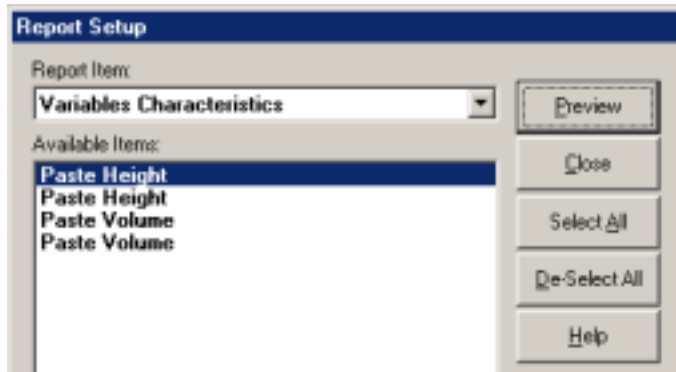 Report Setup
Report Item:
Variables Characteristics
Preview
Available Items:
Close
Paste Height
Paste Height
Paste Volume
Paste Volume
Select All
De-Select All
Help